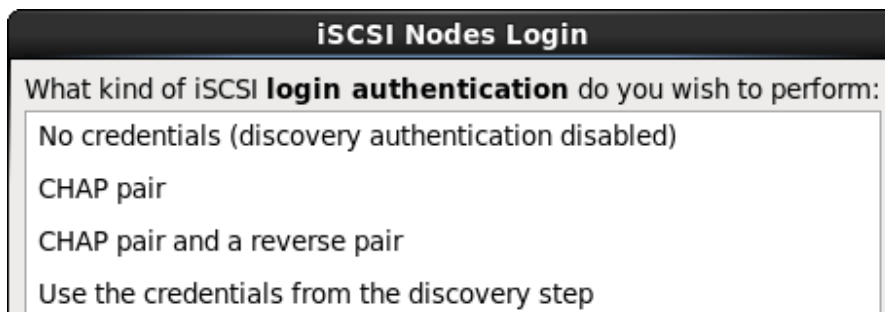 iSCSI Nodes Login
What kind of iSCSI login authentication do you wish to perform:
No credentials (discovery authentication disabled)
CHAP pair
CHAP pair and a reverse pair
Use the credentials from the discovery step